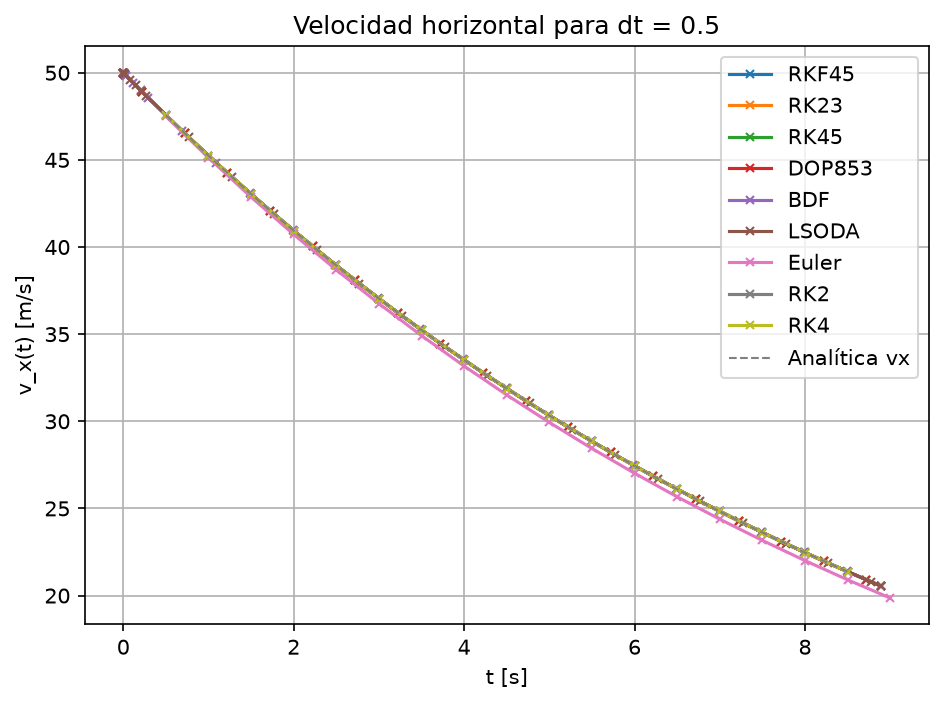 Velocidad horizontal para dt = 0.5
50
45
40
35
30
25
20
v_x(t) [m/s]
RKF45
RK23
RK45
DOP853
BDF
LSODA
Euler
RK2
RK4
Analítica vx
0 2 4 6 8
t [s]